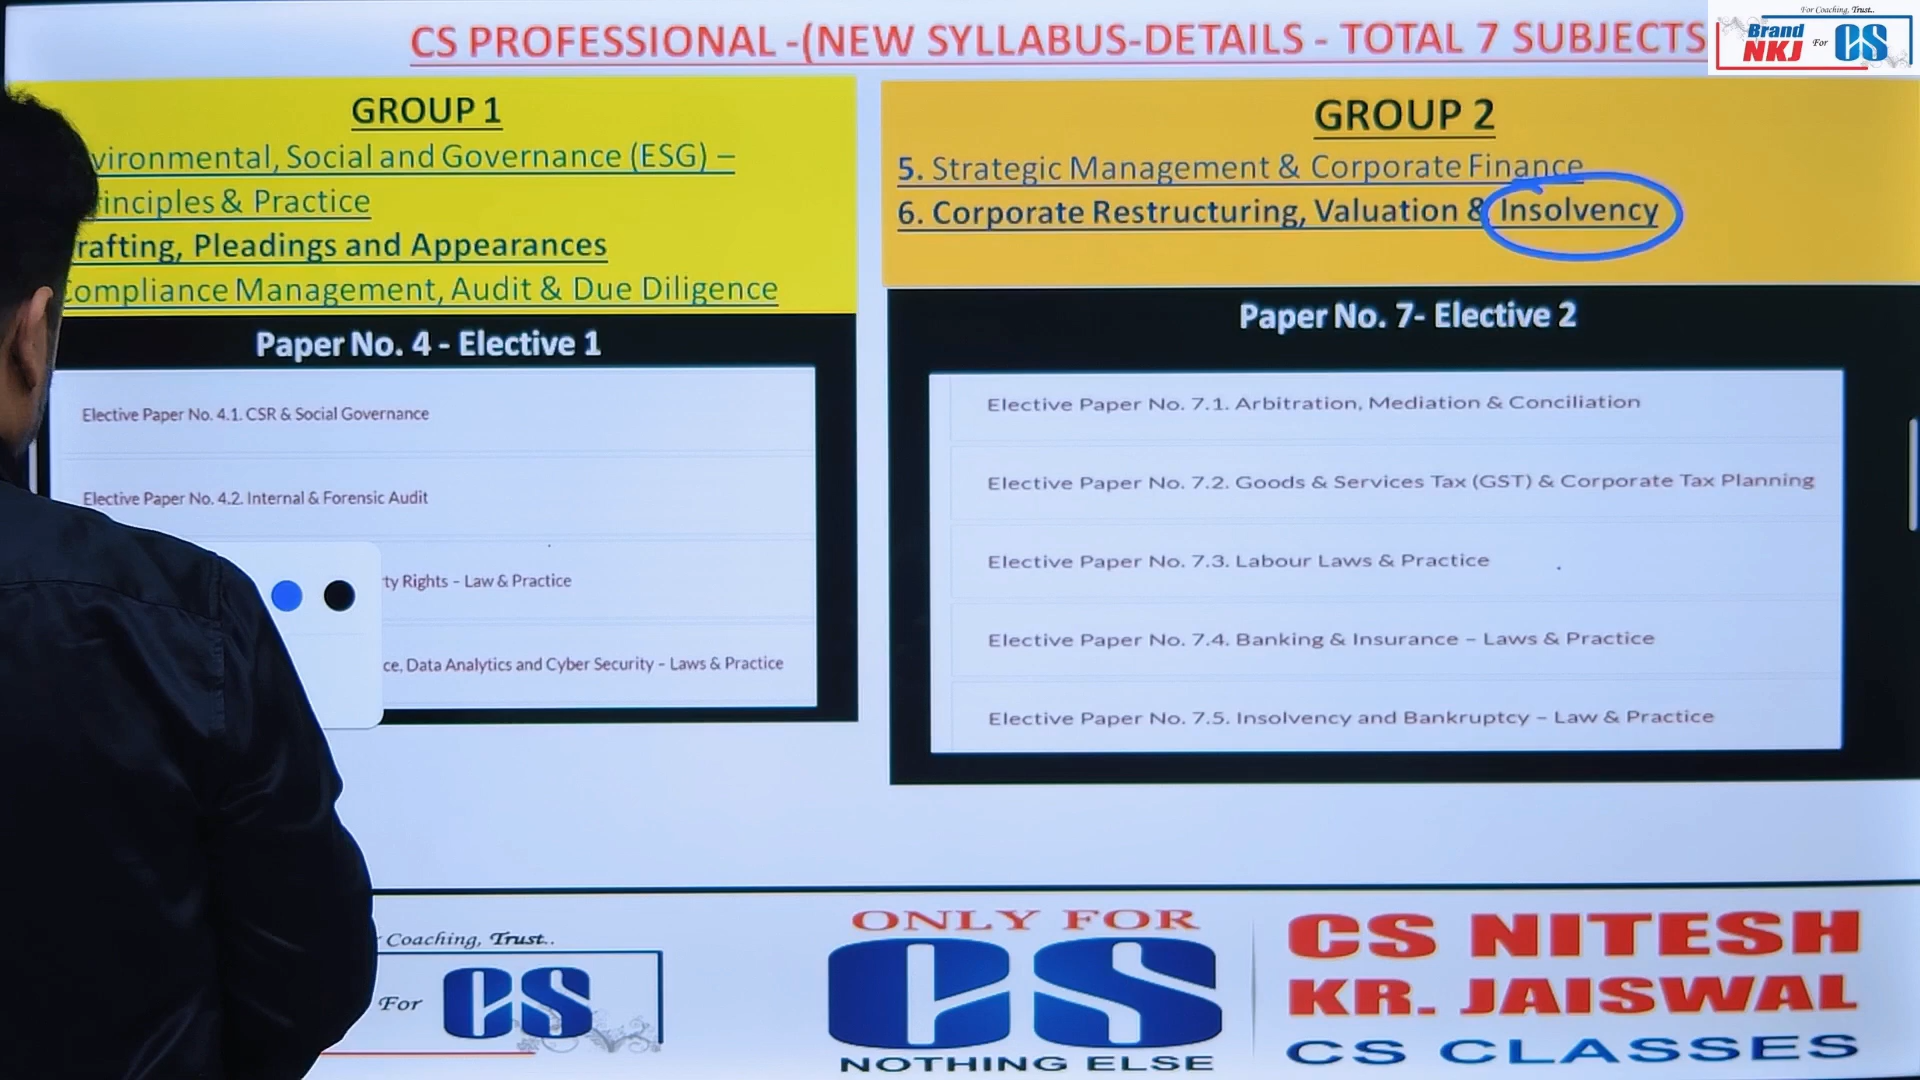 CS PROFESSIONAL -(NEW SYLLABUS-DETAILS - TOTAL 7 SUBJECTS
For Coaching, Trust..
Brand
NKJ For CS
GROUP 1
vironmental, Social and Governance (ESG) –
rinciples & Practice
rafting, Pleadings and Appearances
Compliance Management, Audit & Due Diligence
Paper No. 4 - Elective 1
Elective Paper No. 4.1. CSR & Social Governance
Elective Paper No. 4.2. Internal & Forensic Audit
ty Rights – Law & Practice
ce, Data Analytics and Cyber Security – Laws & Practice
GROUP 2
5. Strategic Management & Corporate Finance
6. Corporate Restructuring, Valuation & Insolvency
Paper No. 7- Elective 2
Elective Paper No. 7.1. Arbitration, Mediation & Conciliation
Elective Paper No. 7.2. Goods & Services Tax (GST) & Corporate Tax Planning
Elective Paper No. 7.3. Labour Laws & Practice
Elective Paper No. 7.4. Banking & Insurance – Laws & Practice
Elective Paper No. 7.5. Insolvency and Bankruptcy – Law & Practice
Coaching, Trust..
For CS
ONLY FOR
CS
NOTHING ELSE
CS NITESH
KR. JAISWAL
CS CLASSES